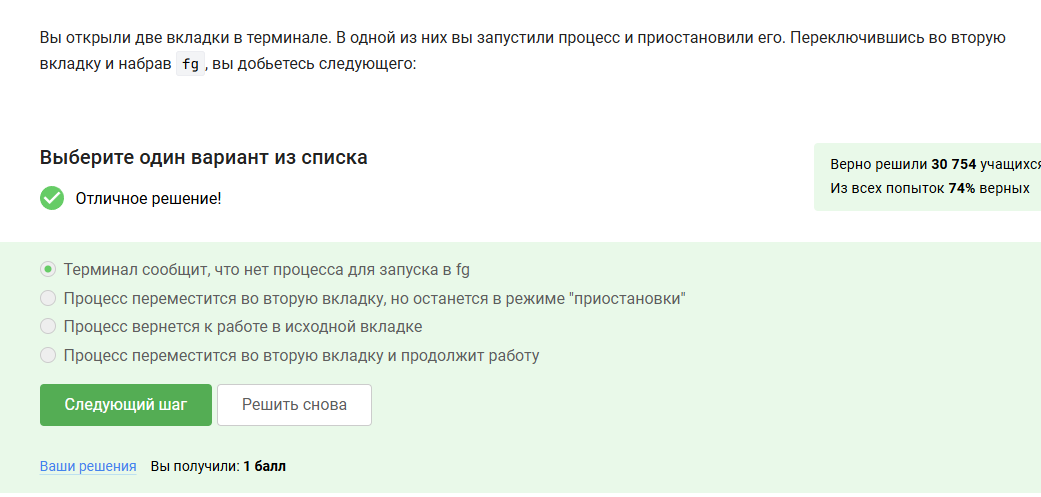 Вы открыли две вкладки в терминале. В одной из них вы запустили процесс и приостановили его. Переключившись во вторую
вкладку и набрав fg, вы добьетесь следующего:
Выберите один вариант из списка
Отличное решение!
Верно решили 30 754 учащихся
Из всех попыток 74% верных
Терминал сообщит, что нет процесса для запуска в fg
Процесс переместится во вторую вкладку, но останется в режиме "приостановки"
Процесс вернется к работе в исходной вкладке
Процесс переместится во вторую вкладку и продолжит работу
Следующий шаг
Решить снова
Ваши решения Вы получили: 1 балл